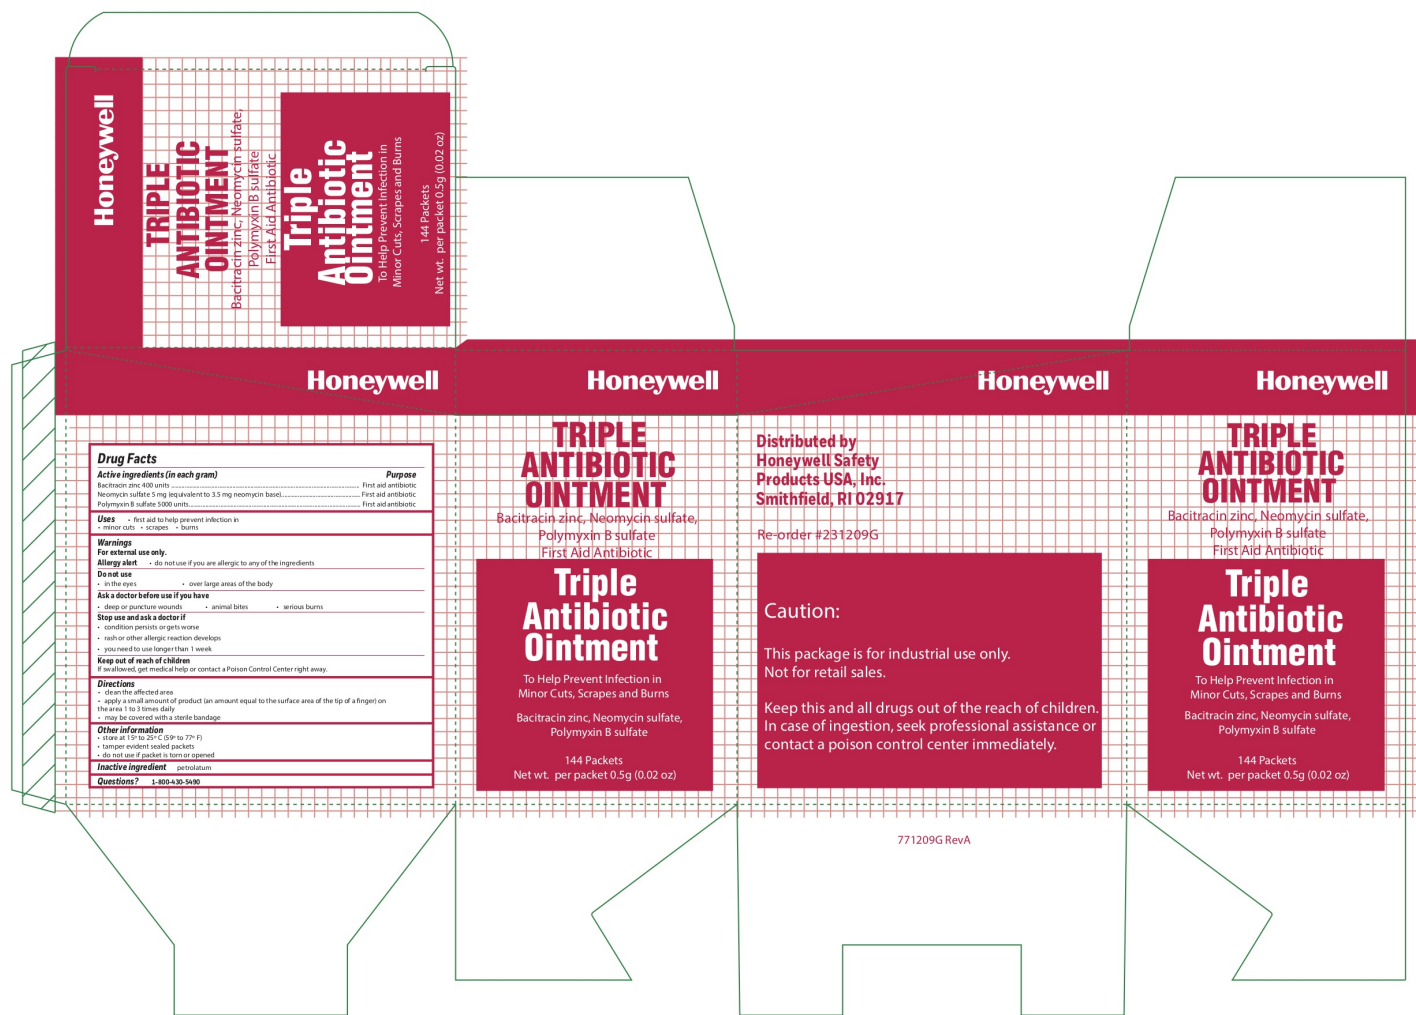 Honeywell
TRIPLE
ANTIBIOTIC
OINTMENT
Bacitracin zinc, Neomycin sulfate,
Polymyxin B sulfate
First Aid Antibiotic
Triple
Antibiotic
Ointment
To Help Prevent Infection in
Minor Cuts, Scrapes and Burns
144 Packets
Net wt. per packet 0.5g (0.02 oz)
Honeywell
Drug Facts
Active ingredients (in each gram) Purpose
Bacitracin zinc 400 units ........ First aid antibiotic
Neomycin sulfate 5 mg (equivalent to 3.5 mg neomycin base)........ First aid antibiotic
Polymyxin B sulfate 5000 units........ First aid antibiotic
Uses • first aid to help prevent infection in
• minor cuts • scrapes • burns
Warnings
For external use only.
Allergy alert • do not use if you are allergic to any of the ingredients
Do not use
• in the eyes • over large areas of the body
Ask a doctor before use if you have
• deep or puncture wounds • animal bites • serious burns
Stop use and ask a doctor if
• condition persists or gets worse
• rash or other allergic reaction develops
• you need to use longer than 1 week
Keep out of reach of children
If swallowed, get medical help or contact a Poison Control Center right away.
Directions
• clean the affected area
• apply a small amount of product (an amount equal to the surface area of the tip of a finger) on
the area 1 to 3 times daily
• may be covered with a sterile bandage
Other information
• store at 15º to 25º C (59º to 77º F)
• tamper evident sealed packets
• do not use if packet is torn or opened
Inactive ingredient petrolatum
Questions? 1-800-430-5490
Honeywell
TRIPLE
ANTIBIOTIC
OINTMENT
Bacitracin zinc, Neomycin sulfate,
Polymyxin B sulfate
First Aid Antibiotic
Triple
Antibiotic
Ointment
To Help Prevent Infection in
Minor Cuts, Scrapes and Burns
Bacitracin zinc, Neomycin sulfate,
Polymyxin B sulfate
144 Packets
Net wt. per packet 0.5g (0.02 oz)
Honeywell
Distributed by
Honeywell Safety
Products USA, Inc.
Smithfield, RI 02917
Re-order #231209G
Caution:
This package is for industrial use only.
Not for retail sales.
Keep this and all drugs out of the reach of children.
In case of ingestion, seek professional assistance or
contact a poison control center immediately.
771209G RevA
Honeywell
TRIPLE
ANTIBIOTIC
OINTMENT
Bacitracin zinc, Neomycin sulfate,
Polymyxin B sulfate
First Aid Antibiotic
Triple
Antibiotic
Ointment
To Help Prevent Infection in
Minor Cuts, Scrapes and Burns
Bacitracin zinc, Neomycin sulfate,
Polymyxin B sulfate
144 Packets
Net wt. per packet 0.5g (0.02 oz)